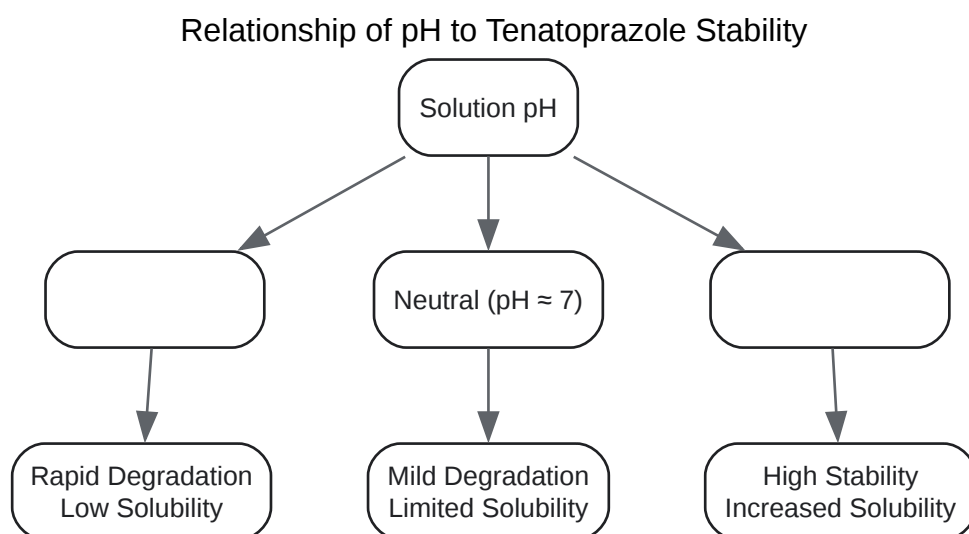 Relationship of pH to Tenatoprazole Stability
Solution pH
Neutral (pH ≈ 7)
Rapid Degradation
Low Solubility
Mild Degradation
Limited Solubility
High Stability
Increased Solubility